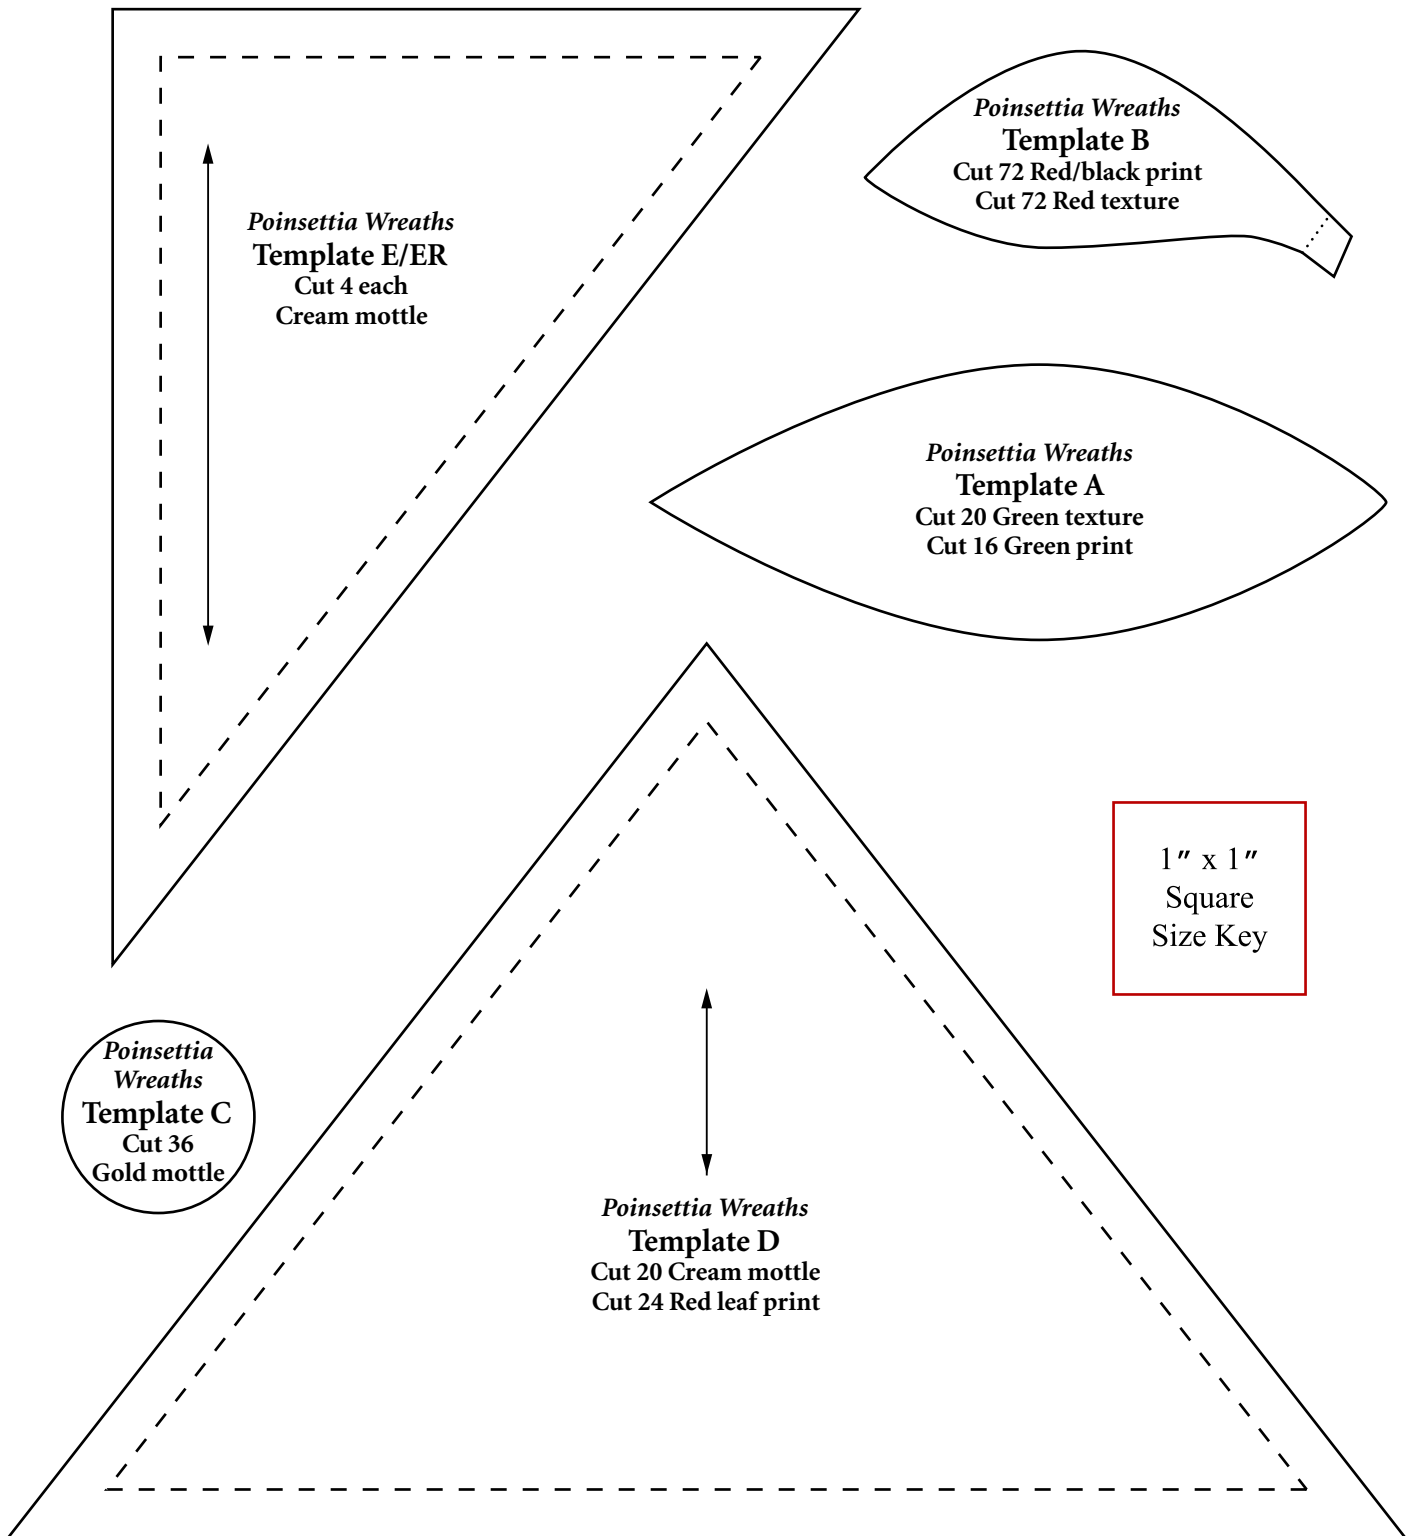 Poinsettia Wreaths
Template E/ER
Cut 4 each
Cream mottle
Poinsettia Wreaths
Template B
Cut 72 Red/black print
Cut 72 Red texture
Poinsettia Wreaths
Template A
Cut 20 Green texture
Cut 16 Green print
1″ x 1″
Square
Size Key
Poinsettia
Wreaths
Template C
Cut 36
Gold mottle
Poinsettia Wreaths
Template D
Cut 20 Cream mottle
Cut 24 Red leaf print